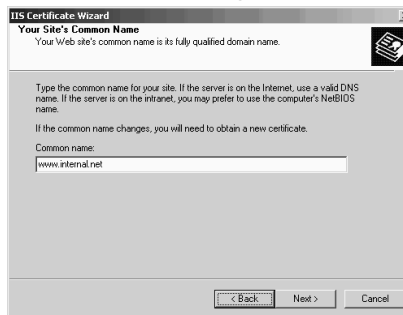 IIS Certificate Wizard
Your Site's Common Name
Your Web site's common name is its fully qualified domain name.
Type the common name for your site. If the server is on the Internet, use a valid DNS
name. If the server is on the intranet, you may prefer to use the computer's NetBIOS
name.
If the common name changes, you will need to obtain a new certificate.
Common name:
www.internal.net
< Back
Next >
Cancel